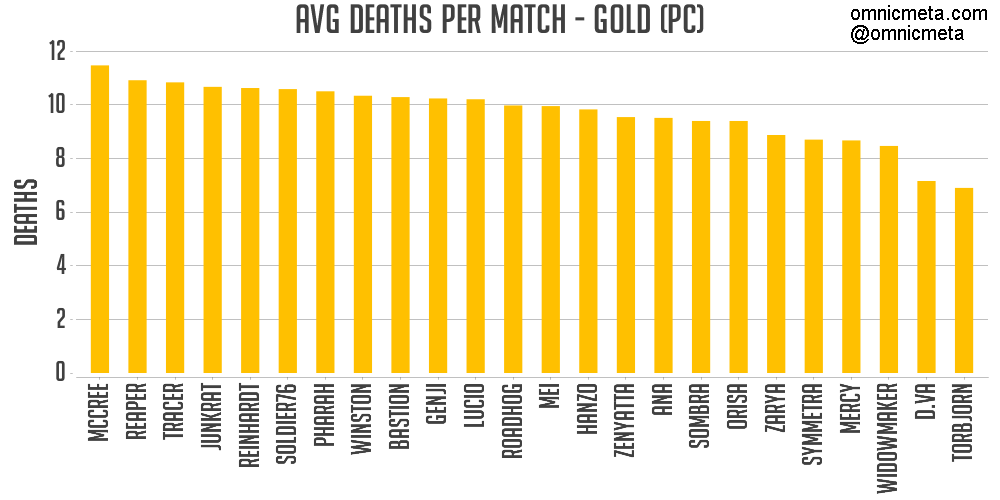 AVG DEATHS PER MATCH - GOLD (PC)
omnicmeta.com
@omnicmeta
DEATHS
12
10
8
6
4
2
0
MCCREE
REAPER
TRACER
JUNKRAT
REINHARDT
SOLDIER76
PHARAH
WINSTON
BASTION
GENJI
LUCIO
ROADHOG
MEI
HANZO
ZENYATTA
ANA
SOMBRA
ORISA
ZARYA
SYMMETRA
MERCY
WIDOWMAKER
D.VA
TORBJORN